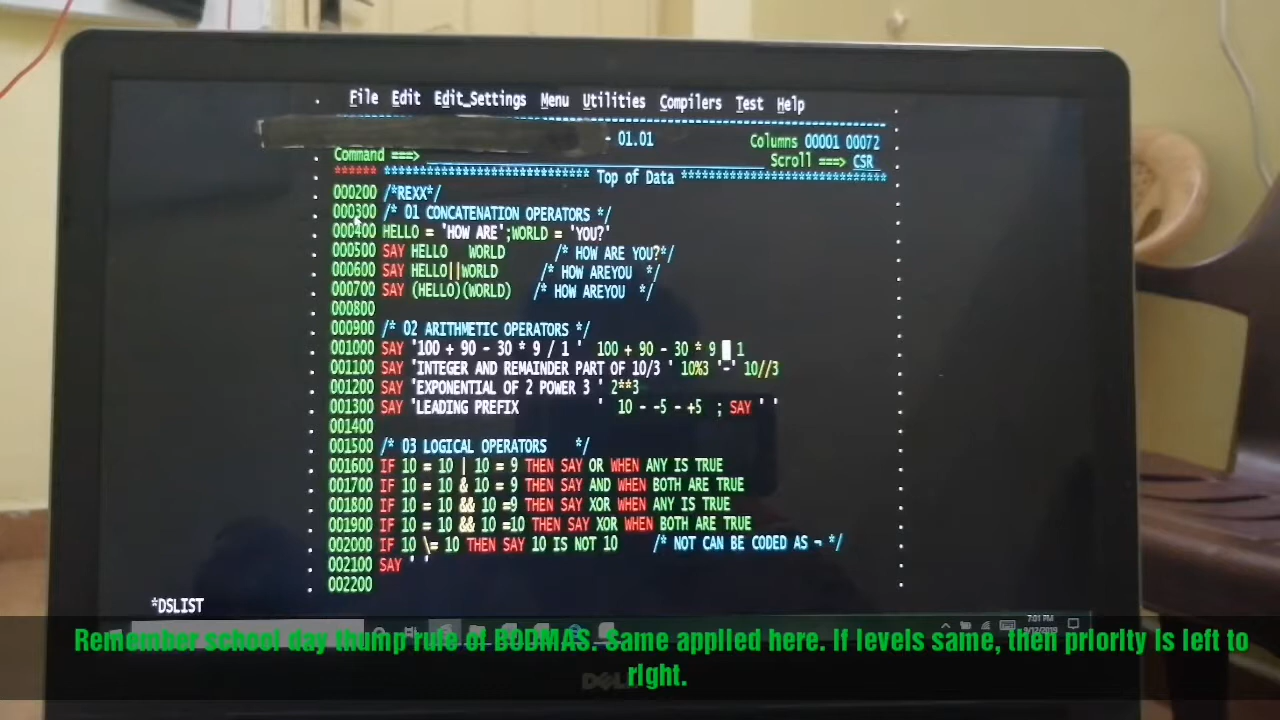 File Edit Edit_Settings Menu Utilities Compilers Test Help
- 01.01 Columns 00001 00072
Command ===> Scroll ===> CSR
****** *************************** Top of Data ****************************
000200 /*REXX*/
000300 /* 01 CONCATENATION OPERATORS */
000400 HELLO = 'HOW ARE';WORLD = 'YOU?'
000500 SAY HELLO WORLD /* HOW ARE YOU?*/
000600 SAY HELLO||WORLD /* HOW AREYOU */
000700 SAY (HELLO)(WORLD) /* HOW AREYOU */
000800
000900 /* 02 ARITHMETIC OPERATORS */
001000 SAY '100 + 90 - 30 * 9 / 1 ' 100 + 90 - 30 * 9 1
001100 SAY 'INTEGER AND REMAINDER PART OF 10/3 ' 10%3 '-' 10//3
001200 SAY 'EXPONENTIAL OF 2 POWER 3 ' 2**3
001300 SAY 'LEADING PREFIX ' 10 - -5 - +5 ; SAY ' '
001400
001500 /* 03 LOGICAL OPERATORS */
001600 IF 10 = 10 | 10 = 9 THEN SAY OR WHEN ANY IS TRUE
001700 IF 10 = 10 & 10 = 9 THEN SAY AND WHEN BOTH ARE TRUE
001800 IF 10 = 10 && 10 =9 THEN SAY XOR WHEN ANY IS TRUE
001900 IF 10 = 10 && 10 =10 THEN SAY XOR WHEN BOTH ARE TRUE
002000 IF 10 \= 10 THEN SAY 10 IS NOT 10 /* NOT CAN BE CODED AS ¬ */
002100 SAY ' '
002200
*DSLIST
7:01 PM
Remember school day thump rule of BODMAS. Same applied here. If levels same, then priority is left to
right.
DELL